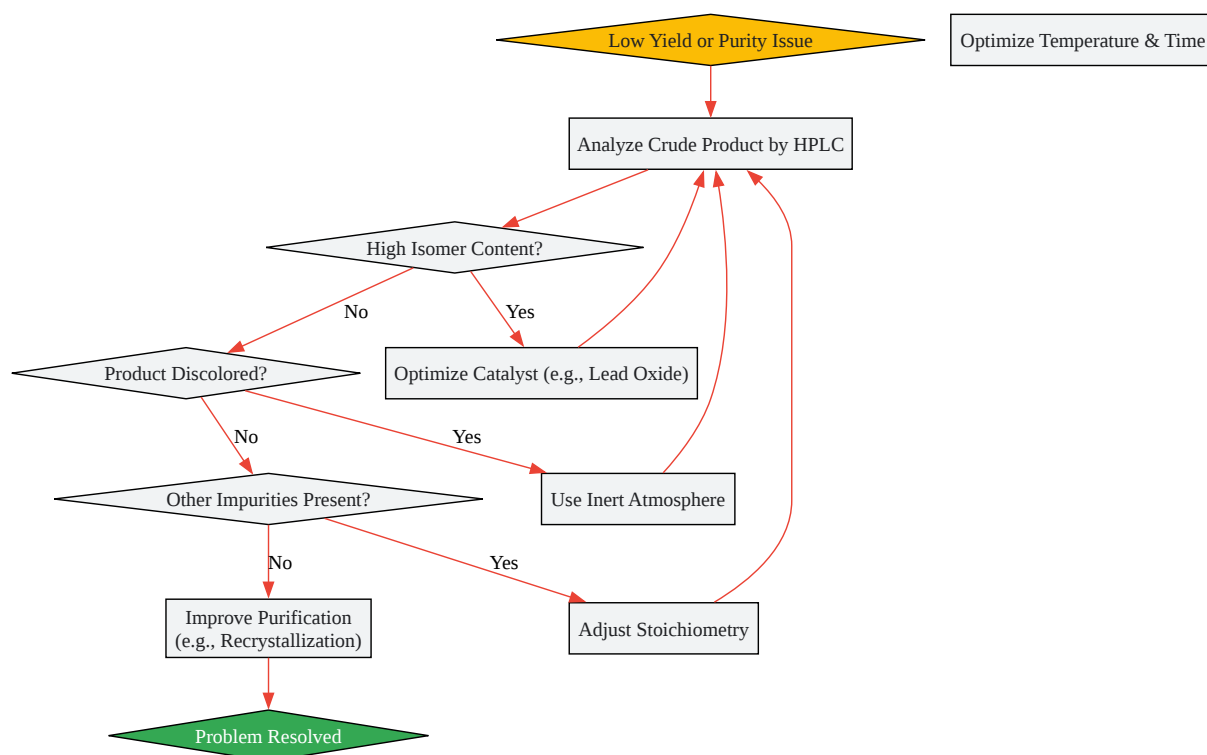 Low Yield or Purity Issue
Optimize Temperature & Time
Analyze Crude Product by HPLC
High Isomer Content?
No
Yes
Product Discolored?
Optimize Catalyst (e.g., Lead Oxide)
No
Yes
Other Impurities Present?
Use Inert Atmosphere
No
Yes
Improve Purification
(e.g., Recrystallization)
Adjust Stoichiometry
Problem Resolved